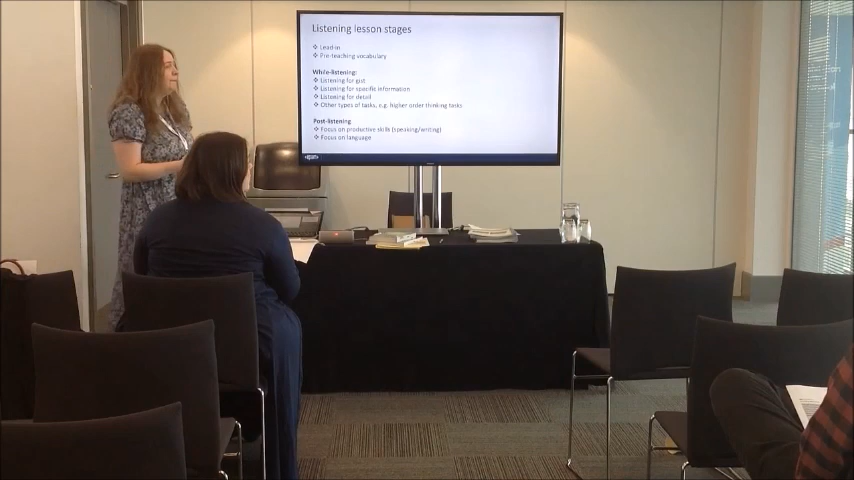 Listening lesson stages
❖ Lead-in
❖ Pre-teaching vocabulary
While-listening:
❖ Listening for gist
❖ Listening for specific information
❖ Listening for detail
❖ Other types of tasks, e.g. higher order thinking tasks
Post-listening
❖ Focus on productive skills (speaking/writing)
❖ Focus on language